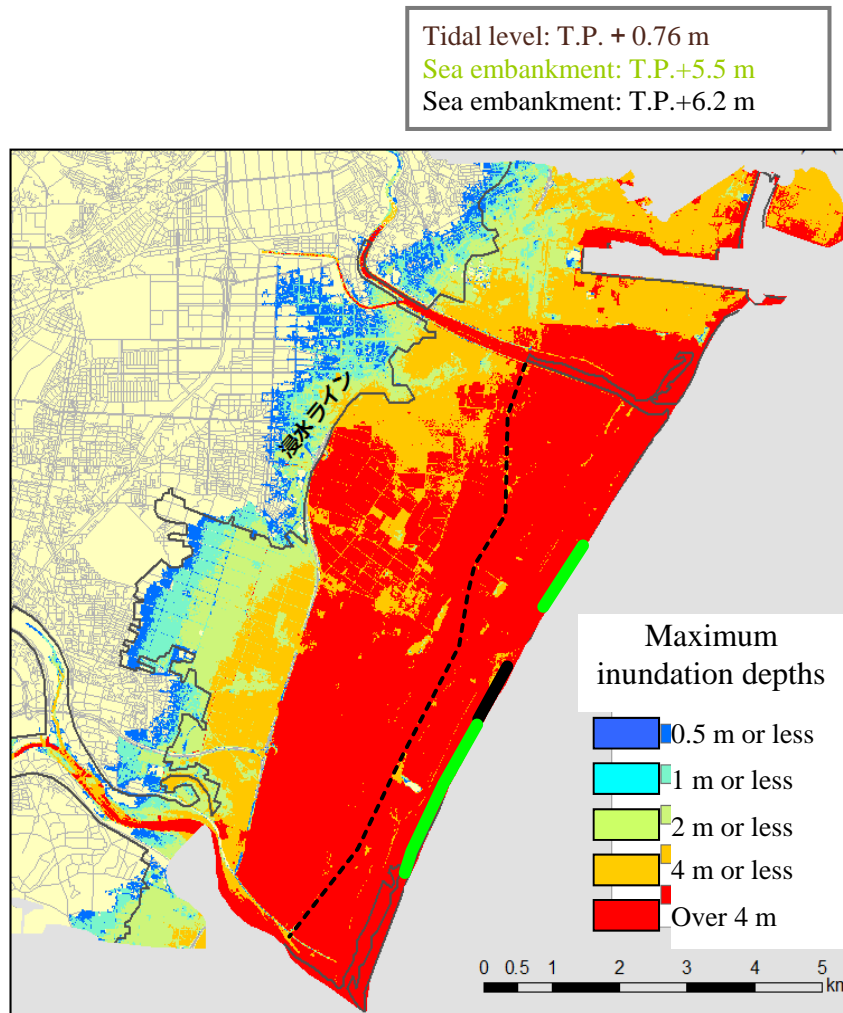 Tidal level: T.P. + 0.76 m
Sea embankment: T.P.+5.5 m
Sea embankment: T.P.+6.2 m
浸水ライン
Maximum
inundation depths
0.5 m or less
1 m or less
2 m or less
4 m or less
Over 4 m
0 0.5 1 2 3 4 5
km